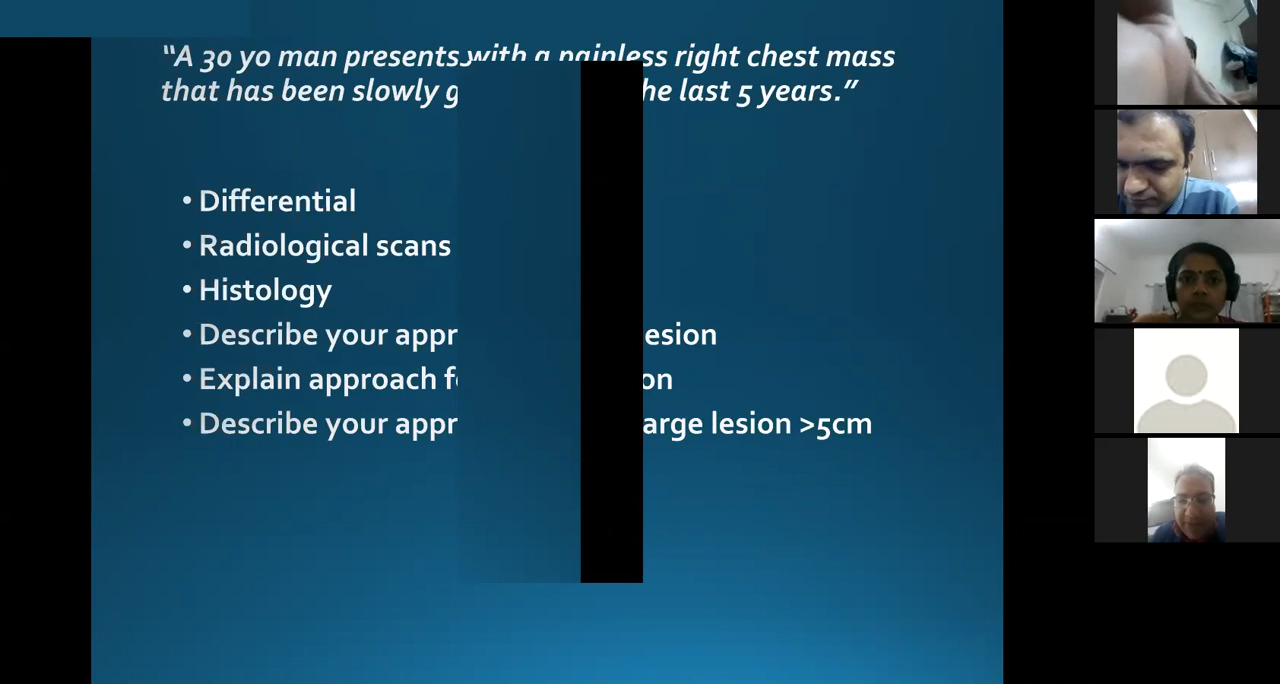 “A 30 yo man presents with a painless right chest mass
that has been slowly g he last 5 years.”
• Differential
• Radiological scans
• Histology
• Describe your appr esion
• Explain approach f on
• Describe your appr arge lesion >5cm